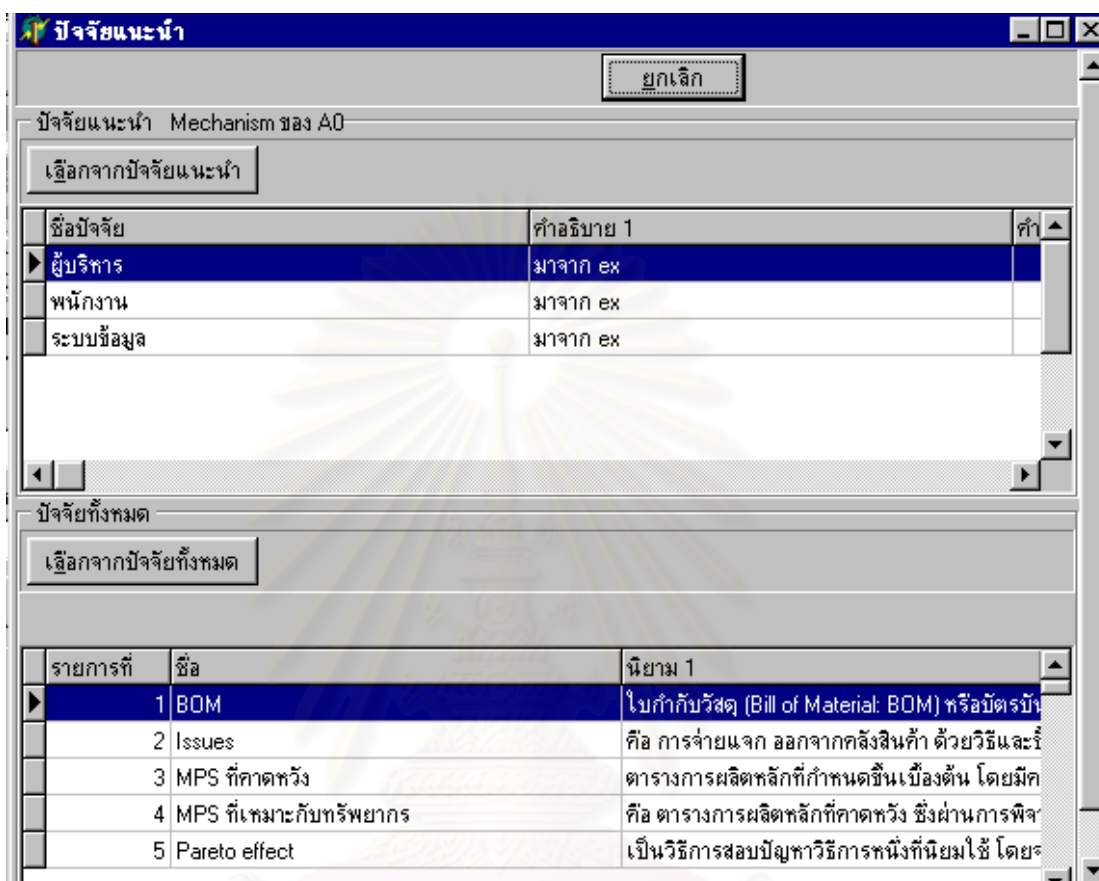 ปัจจัยแนะนำ
ยกเลิก
ปัจจัยแนะนำ Mechanism ของ A0
เลือกจากปัจจัยแนะนำ
ชื่อปัจจัย คำอธิบาย 1 คำ
ผู้บริหาร มาจาก ex
พนักงาน มาจาก ex
ระบบข้อมูล มาจาก ex
ปัจจัยทั้งหมด
เลือกจากปัจจัยทั้งหมด
รายการที่ ชื่อ นิยาม 1
1 BOM ใบกำกับวัสดุ (Bill of Material: BOM) หรือบัตรบัน
2 Issues คือ การจ่ายแจก ออกจากคลังสินค้า ด้วยวิธีและ
3 MPS ที่คาดหวัง ตารางการผลิตหลักที่กำหนดขึ้นเบื้องต้น โดยมีค
4 MPS ที่เหมาะกับทรัพยากร คือ ตารางการผลิตหลักที่คาดหวัง ซึ่งผ่านการพิจา
5 Pareto effect เป็นวิธีการสอบปัญหาวิธีการหนึ่งที่นิยมใช้ โดยจ